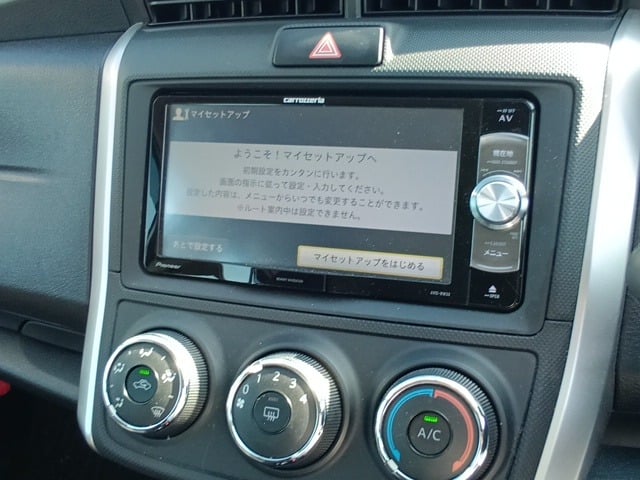 carrozzeria
AV
マイセットアップ
ようこそ！マイセットアップへ
初期設定をカンタンに行います。
画面の指示に従って設定・入力してください。
設定した内容は、メニューからいつでも変更することができます。
※ルート案内中は設定できません。
あとで設定する
マイセットアップをはじめる
現在地
メニュー
Pioneer
0 1 2 3 4
A/C